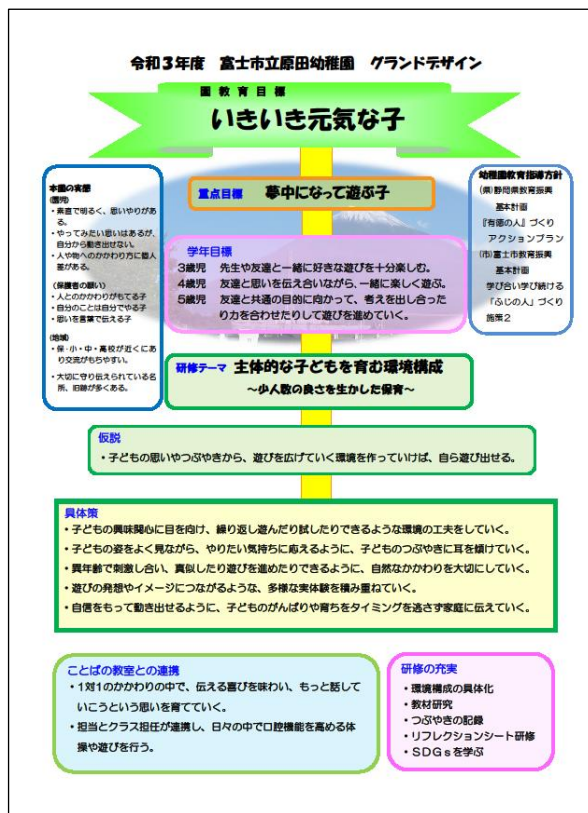 令和3年度　富士市立原田幼稚園　グランドデザイン
園教育目標
いきいき元気な子
本園の実態
(園児)
・素直で明るく、思いやりがあ
る。
・やってみたい思いはあるが、
自分から動き出せない。
・人や物へのかかわり方に個人
差がある。
(保護者の願い)
・人とのかかわりがもてる子
・自分のことは自分でやる子
・思いを言葉で伝える子
(地域)
・保・小・中・高校が近くにあ
り交流がもちやすい。
・大切に守り伝えられている名
所、旧跡が多くある。
重点目標　夢中になって遊ぶ子
学年目標
3歳児　先生や友達と一緒に好きな遊びを十分楽しむ。
4歳児　友達と思いを伝え合いながら、一緒に楽しく遊ぶ。
5歳児　友達と共通の目的に向かって、考えを出し合った
り力を合わせたりして遊びを進めていく。
幼稚園教育指導方針
(県)静岡県教育振興
基本計画
『有徳の人』づくり
アクションプラン
(市)富士市教育振興
基本計画
学び合い学び続ける
「ふじの人」づくり
施策2
研修テーマ　主体的な子どもを育む環境構成
～少人数の良さを生かした保育～
仮説
・子どもの思いやつぶやきから、遊びを広げていく環境を作っていけば、自ら遊び出せる。
具体策
・子どもの興味関心に目を向け、繰り返し遊んだり試したりできるような環境の工夫をしていく。
・子どもの姿をよく見ながら、やりたい気持ちに応えるように、子どものつぶやきに耳を傾けていく。
・異年齢で刺激し合い、真似したり遊びを進めたりできるように、自然なかかわりを大切にしていく。
・遊びの発想やイメージにつながるような、多様な実体験を積み重ねていく。
・自信をもって動き出せるように、子どものがんばりや育ちをタイミングを逃さず家庭に伝えていく。
ことばの教室との連携
・1対1のかかわりの中で、伝える喜びを味わい、もっと話して
いこうという思いを育てていく。
・担当とクラス担任が連携し、日々の中で口腔機能を高める体
操や遊びを行う。
研修の充実
・環境構成の具体化
・教材研究
・つぶやきの記録
・リフレクションシート研修
・SDGsを学ぶ